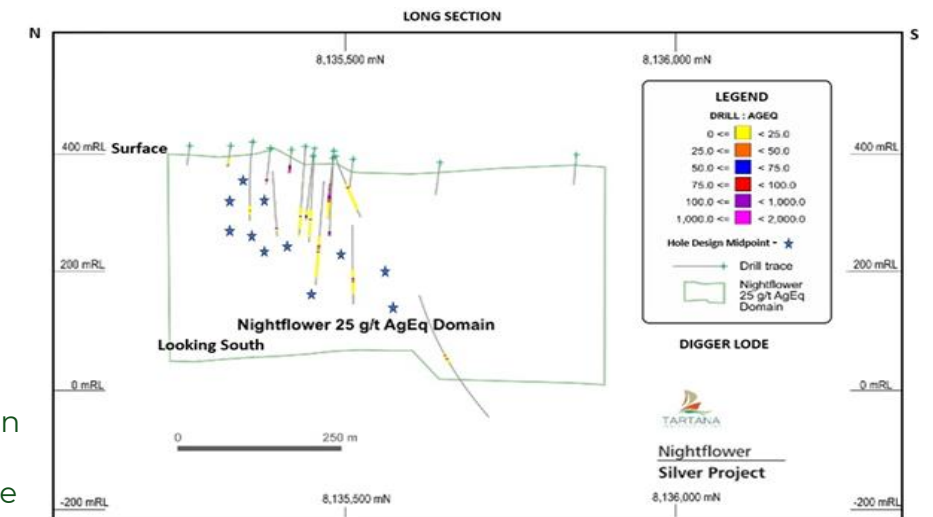 LONG SECTION
N
S
8,135,500 mN
8,136,000 mN
LEGEND
DRILL : AGEQ
0 <= < 25.0
25.0 <= < 50.0
50.0 <= < 75.0
75.0 <= < 100.0
100.0 <= < 1,000.0
1,000.0 <= < 2,000.0
Hole Design Midpoint -
Drill trace
Nightflower
25 g/t AgEq
Domain
400 mRL Surface
400 mRL
200 mRL
200 mRL
Nightflower 25 g/t AgEq Domain
Looking South
DIGGER LODE
0 mRL
0 mRL
n
TARTANA
0
250 m
Nightflower
Silver Project
e
-200 mRL
8,135,500 mN
8,136,000 mN
-200 mRL